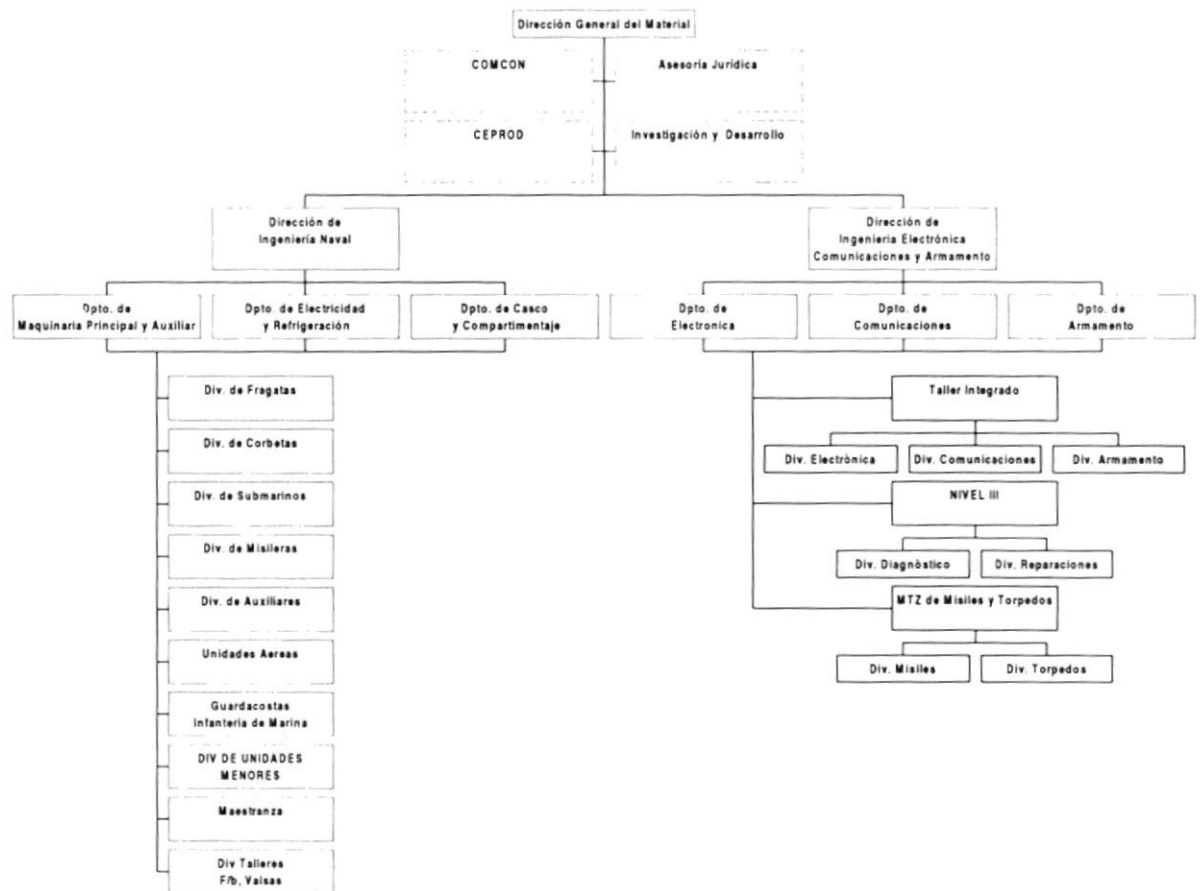 Dirección General del Material
COMCON
Asesoría Jurídica
CEPROD
Investigación y Desarrollo
Dirección de
Ingeniería Naval
Dirección de
Ingeniería Electrónica
Comunicaciones y Armamento
Dpto. de
Maquinaria Principal y Auxiliar
Dpto. de Electricidad
y Refrigeración
Dpto. de Casco
y Compartimentaje
Dpto. de
Electronica
Dpto. de
Comunicaciones
Dpto. de
Armamento
Div. de Fragatas
Div. de Corbetas
Div. de Submarinos
Div. de Misileras
Div. de Auxiliares
Unidades Aereas
Guardacostas
Infantería de Marina
DIV DE UNIDADES
MENORES
Maestranza
Div Talleres
F/b, Valsas
Taller Integrado
Div. Electrònica
Div. Comunicaciones
Div. Armamento
NIVEL III
Div. Diagnòstico
Div. Reparaciones
MTZ de Misiles y Torpedos
Div. Misiles
Div. Torpedos